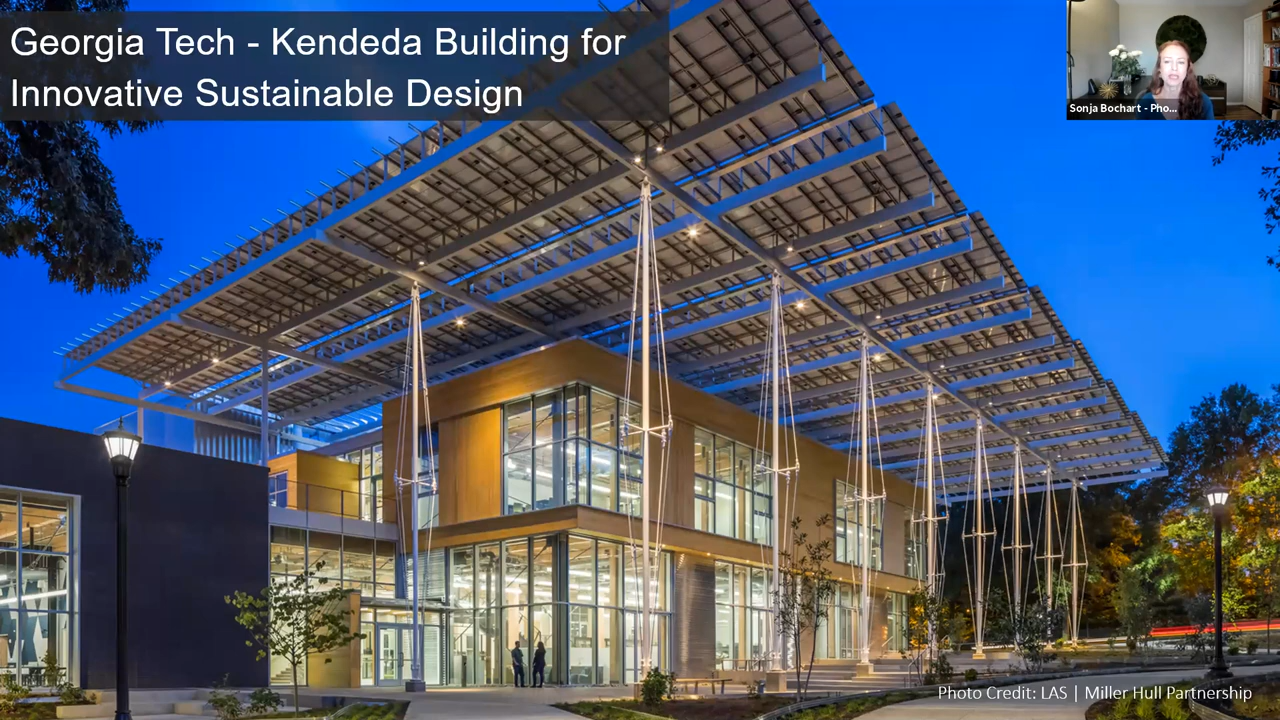 Georgia Tech - Kendeda Building for
Innovative Sustainable Design
Sonja Bochart - Pho...
Photo Credit: LAS | Miller Hull Partnership